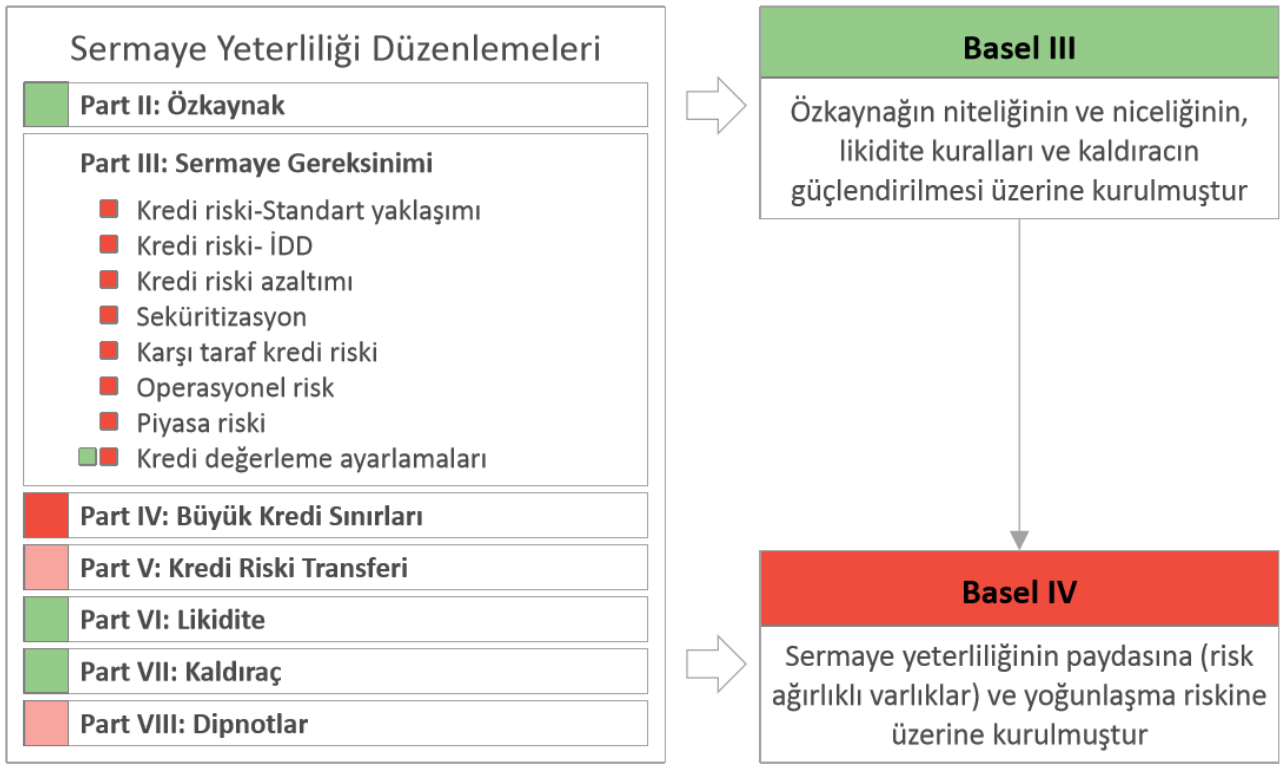 Sermaye Yeterliliği Düzenlemeleri
Part II: Özkaynak
Part III: Sermaye Gereksinimi
Kredi riski-Standart yaklaşımı
Kredi riski- İDD
Kredi riski azaltımı
Seküritizasyon
Karşı taraf kredi riski
Operasyonel risk
Piyasa riski
Kredi değerleme ayarlamaları
Part IV: Büyük Kredi Sınırları
Part V: Kredi Riski Transferi
Part VI: Likidite
Part VII: Kaldıraç
Part VIII: Dipnotlar
Basel III
Özkaynağın niteliğinin ve niceliğinin,
likidite kuralları ve kaldıracın
güçlendirilmesi üzerine kurulmuştur
Basel IV
Sermaye yeterliliğinin paydasına (risk
ağırlıklı varlıklar) ve yoğunlaşma riskine
üzerine kurulmuştur